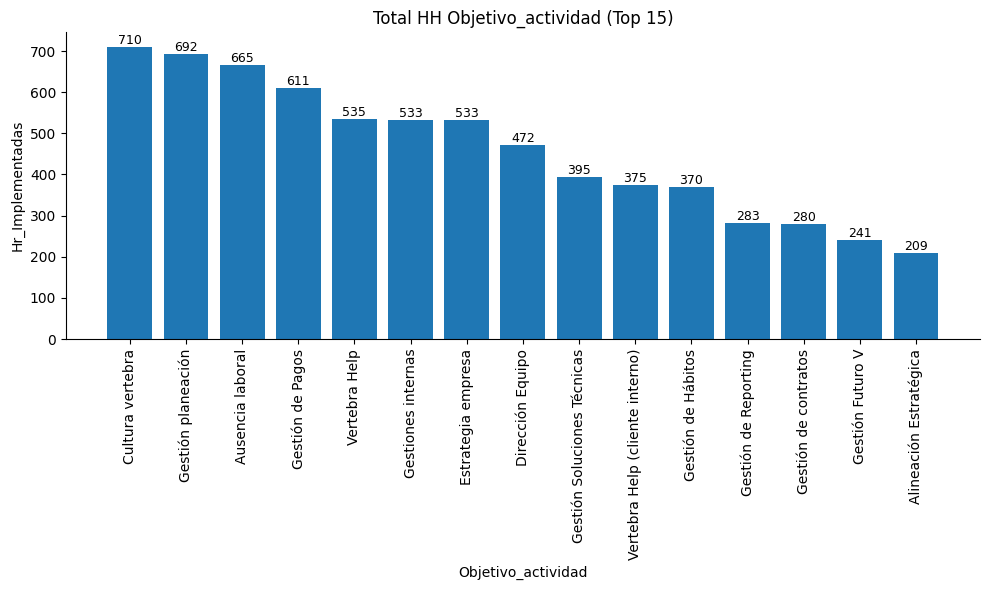 Total HH Objetivo_actividad (Top 15)
Hr_Implementadas
700
600
500
400
300
200
100
0
710
692
665
611
535
533
533
472
395
375
370
283
280
241
209
Cultura vertebra
Gestión planeación
Ausencia laboral
Gestión de Pagos
Vertebra Help
Gestiones internas
Estrategia empresa
Dirección Equipo
Gestión Soluciones Técnicas
Vertebra Help (cliente interno)
Gestión de Hábitos
Gestión de Reporting
Gestión de contratos
Gestión Futuro V
Alineación Estratégica
Objetivo_actividad